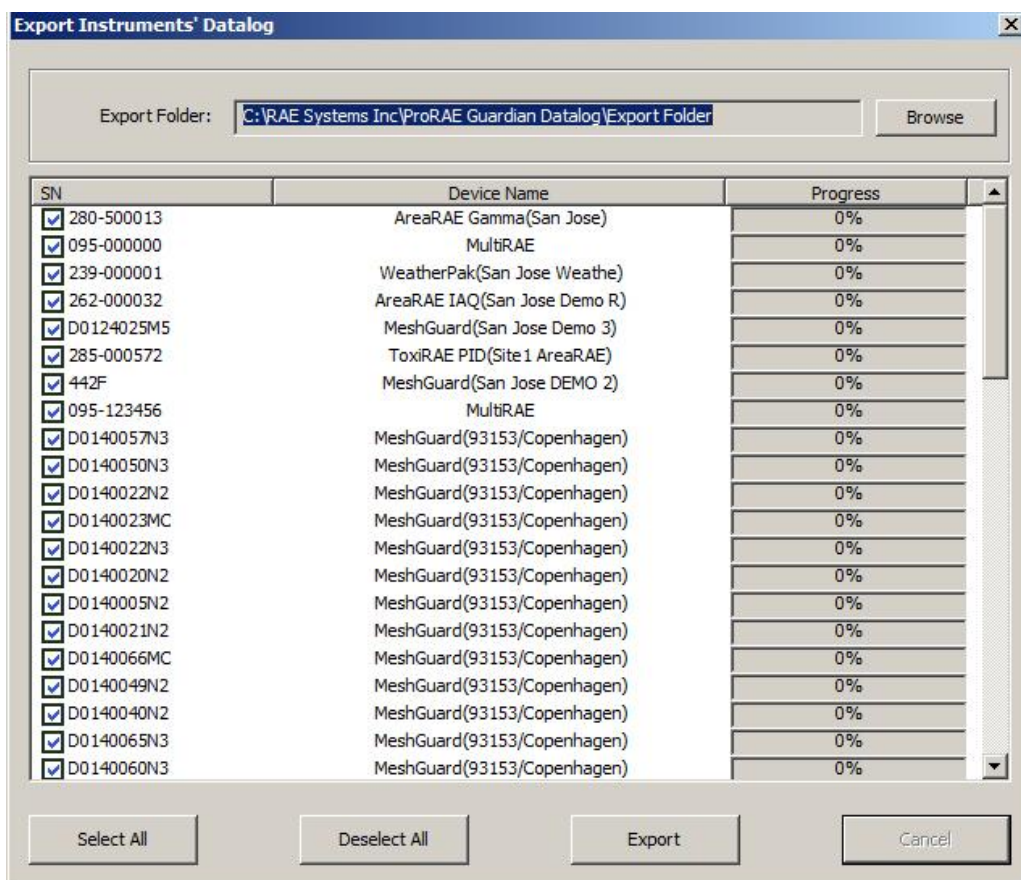 Export Instruments' Datalog
Export Folder: C:\RAE Systems Inc\ProRAE Guardian Datalog\Export Folder Browse
SN Device Name Progress
280-500013 AreaRAE Gamma(San Jose) 0%
095-000000 MultiRAE 0%
239-000001 WeatherPak(San Jose Weathe) 0%
262-000032 AreaRAE IAQ(San Jose Demo R) 0%
D0124025M5 MeshGuard(San Jose Demo 3) 0%
285-000572 ToxiRAE PID(Site1 AreaRAE) 0%
442F MeshGuard(San Jose DEMO 2) 0%
095-123456 MultiRAE 0%
D0140057N3 MeshGuard(93153/Copenhagen) 0%
D0140050N3 MeshGuard(93153/Copenhagen) 0%
D0140022N2 MeshGuard(93153/Copenhagen) 0%
D0140023MC MeshGuard(93153/Copenhagen) 0%
D0140022N3 MeshGuard(93153/Copenhagen) 0%
D0140020N2 MeshGuard(93153/Copenhagen) 0%
D0140005N2 MeshGuard(93153/Copenhagen) 0%
D0140021N2 MeshGuard(93153/Copenhagen) 0%
D0140066MC MeshGuard(93153/Copenhagen) 0%
D0140049N2 MeshGuard(93153/Copenhagen) 0%
D0140040N2 MeshGuard(93153/Copenhagen) 0%
D0140065N3 MeshGuard(93153/Copenhagen) 0%
D0140060N3 MeshGuard(93153/Copenhagen) 0%
Select All Deselect All Export Cancel